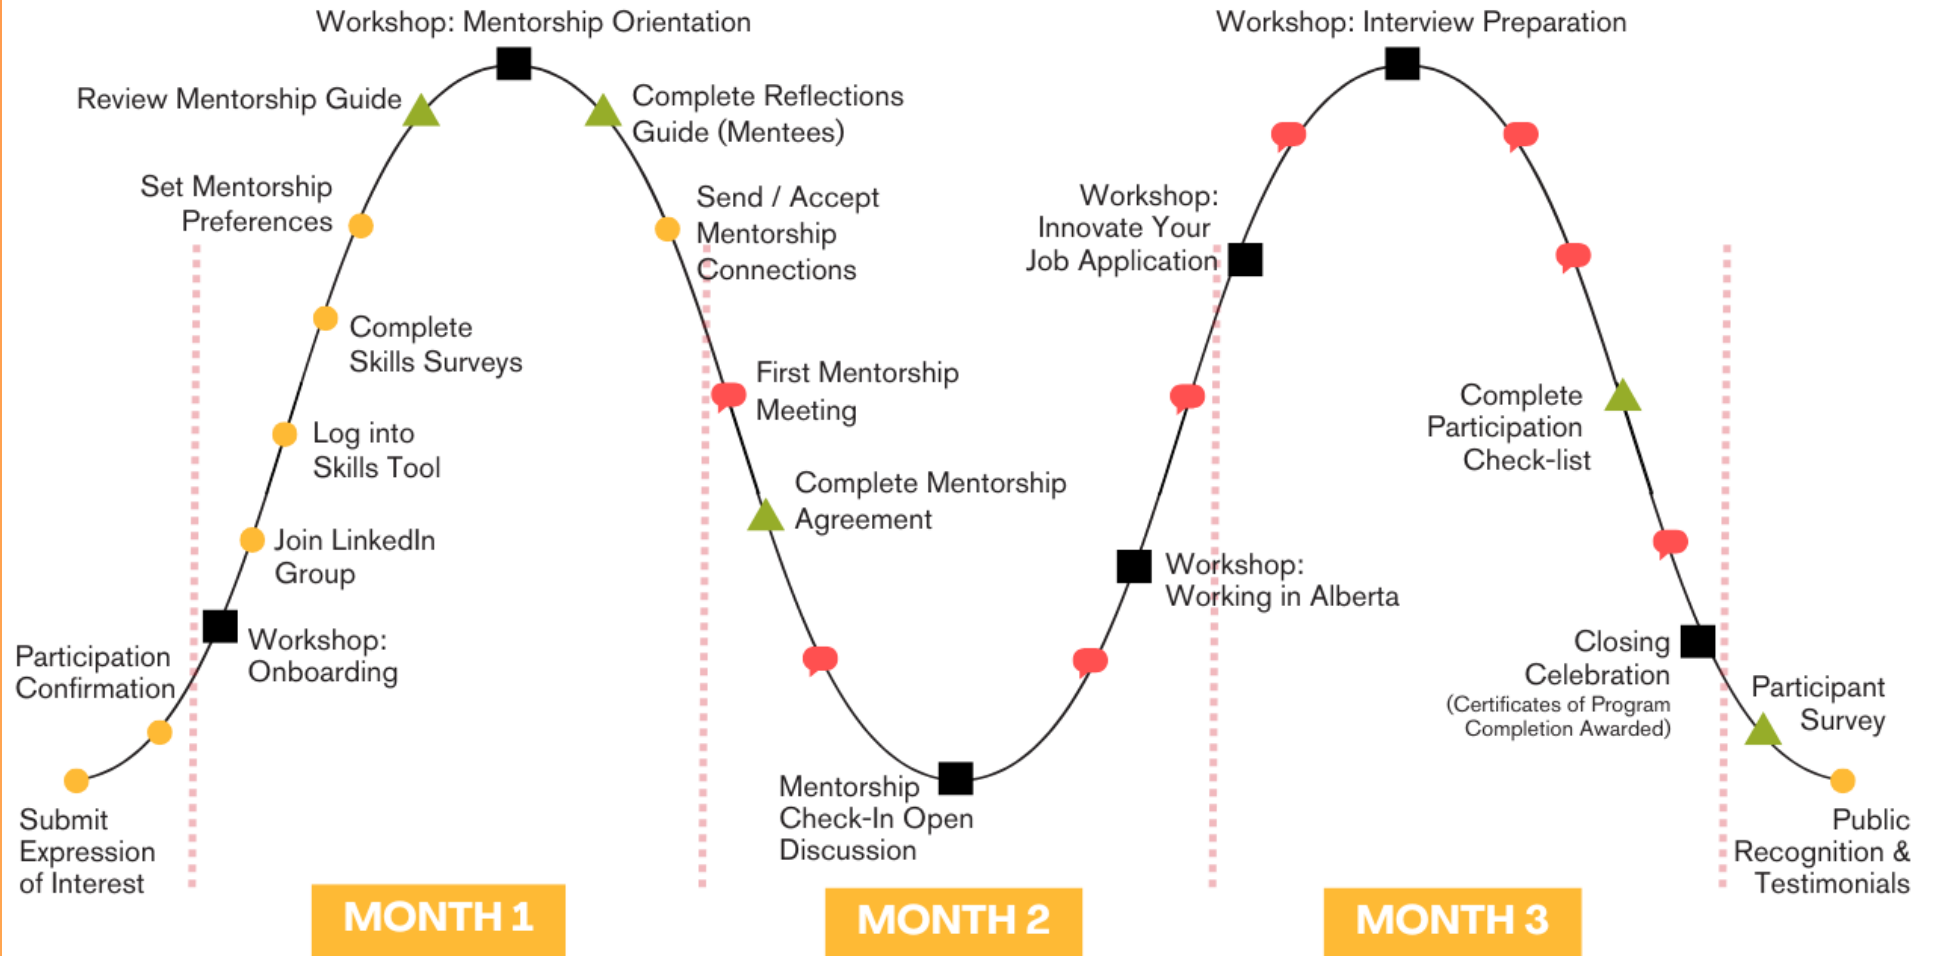 Workshop: Mentorship Orientation
Workshop: Interview Preparation
Review Mentorship Guide
Complete Reflections
Guide (Mentees)
Set Mentorship
Preferences
Send / Accept
Mentorship
Connections
Workshop:
Innovate Your
Job Application
Complete
Skills Surveys
First Mentorship
Meeting
Log into
Skills Tool
Complete
Participation
Check-list
Complete Mentorship
Agreement
Join LinkedIn
Group
Workshop:
Working in Alberta
Workshop:
Onboarding
Participation
Confirmation
Closing
Celebration
(Certificates of Program
Completion Awarded)
Participant
Survey
Mentorship
Check-In Open
Discussion
Submit
Expression
of Interest
Public
Recognition &
Testimonials
MONTH 1
MONTH 2
MONTH 3